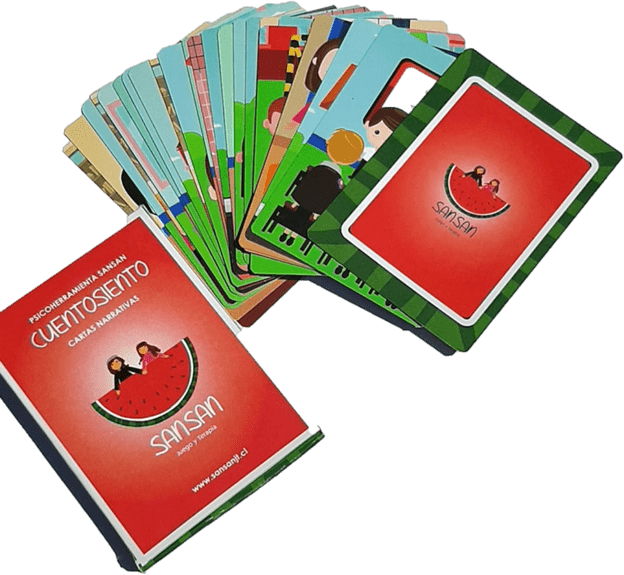 PSICOHERRAMIENTA SANSAN
CUENTOSIENTO
CARTAS NARRATIVAS
SANSAN
Juego y Terapia
www.sansanjt.cl
SANSAN